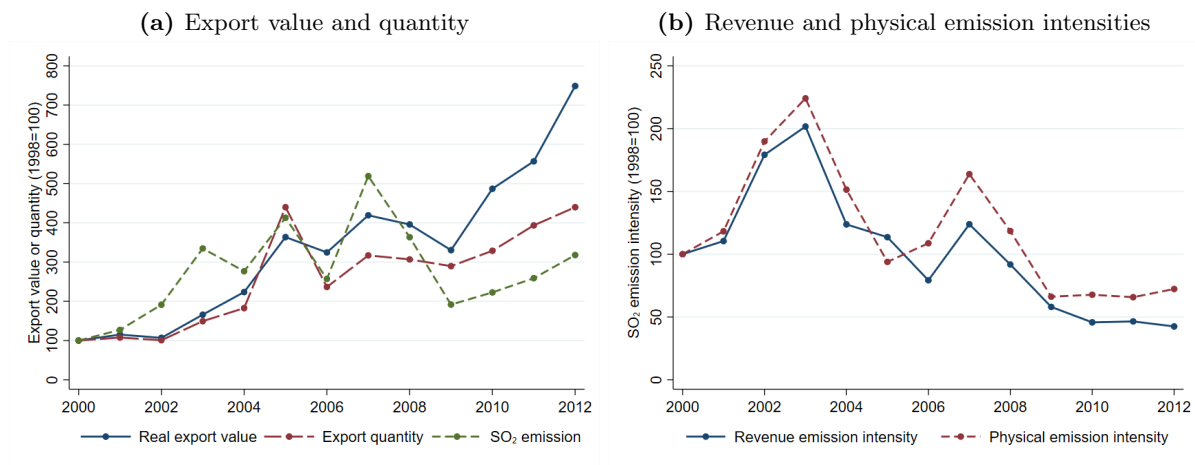 (a) Export value and quantity
Export value or quantity (1998=100)
800
700
600
500
400
300
200
100
0
2000 2002 2004 2006 2008 2010 2012
Real export value Export quantity SO₂ emission
(b) Revenue and physical emission intensities
SO₂ emission intensity (1998=100)
250
200
150
100
50
0
2000 2002 2004 2006 2008 2010 2012
Revenue emission intensity Physical emission intensity